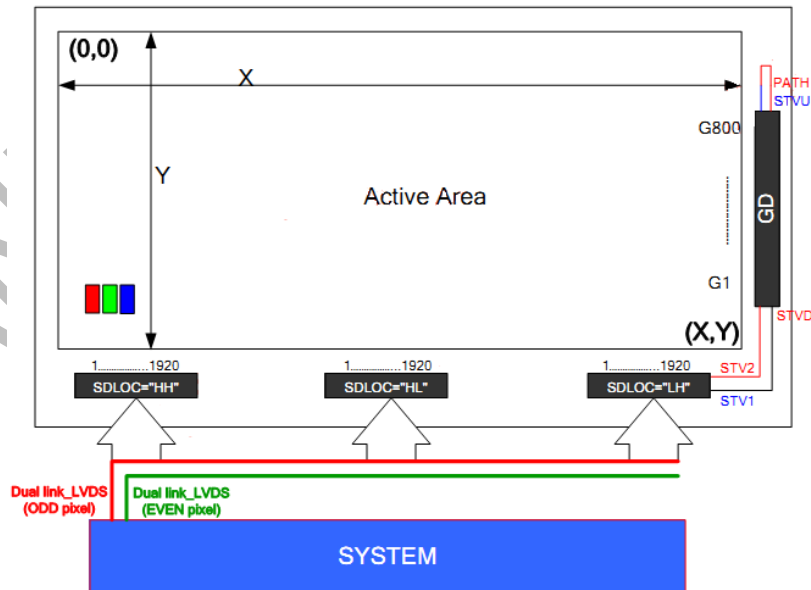 (0,0)
X
PATH
STVU
G800
Y
Active Area
GD
G1
STVD
(X,Y)
1...............1920
1...............1920
1...............1920
SDLOC="HH"
SDLOC="HL"
SDLOC="LH"
STV2
STV1
Dual link_LVDS
(ODD pixel)
Dual link_LVDS
(EVEN pixel)
SYSTEM